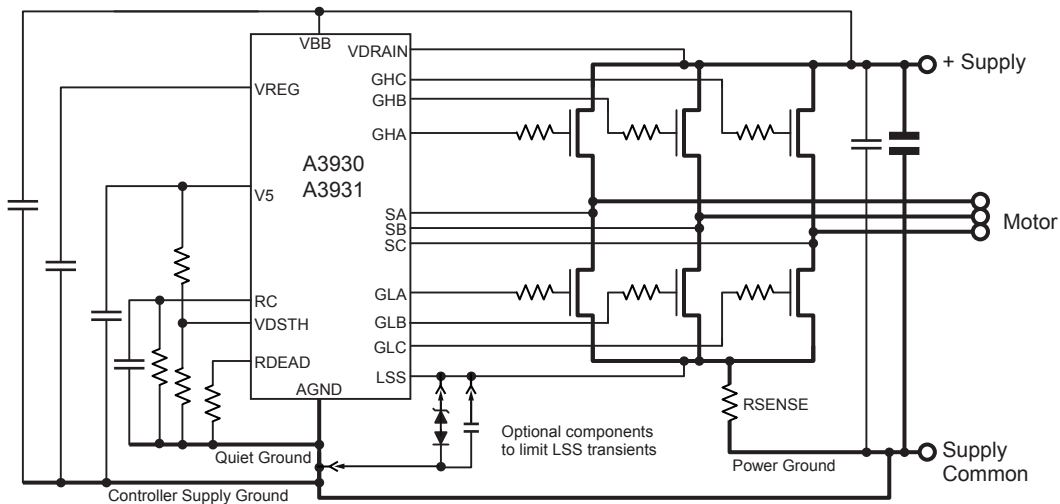 VBB
VDRAIN
+ Supply
GHC
VREG
GHB
GHA
A3930
A3931
V5
SA
SB
SC
Motor
GLA
RC
GLB
VDSTH
GLC
RDEAD
LSS
AGND
RSENSE
Optional components
to limit LSS transients
Quiet Ground
Power Ground
Supply
Common
Controller Supply Ground